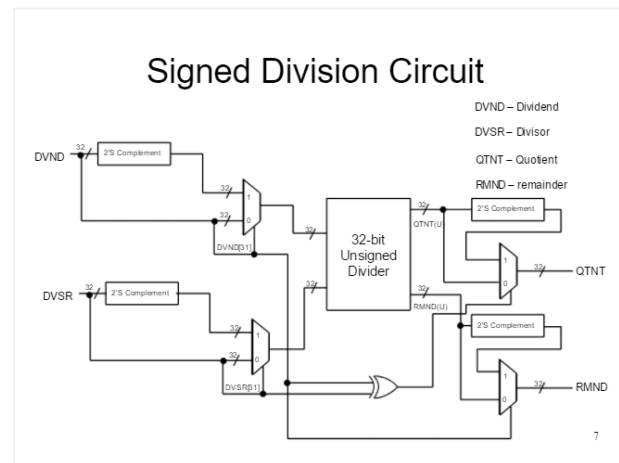 Signed Division Circuit
DVND – Dividend
DVSR – Divisor
QTNT – Quotient
RMND – remainder
DVND
32
2'S Complement
32
1
32
0
DVND[31]
32
32-bit
Unsigned
Divider
32
QTNT(U)
2'S Complement
1
0
32
QTNT
DVSR
32
2'S Complement
32
1
32
0
DVSR[31]
32
32
RMND(U)
2'S Complement
1
0
32
RMND
7